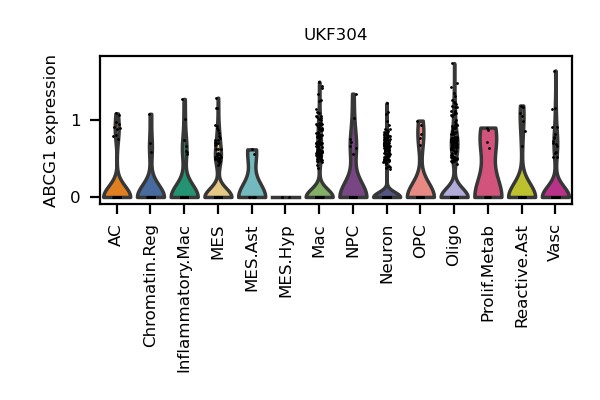 UKF304
ABCG1 expression
1
0
AC
Chromatin.Reg
Inflammatory.Mac
MES
MES.Ast
MES.Hyp
Mac
NPC
Neuron
OPC
Oligo
Prolif.Metab
Reactive.Ast
Vasc